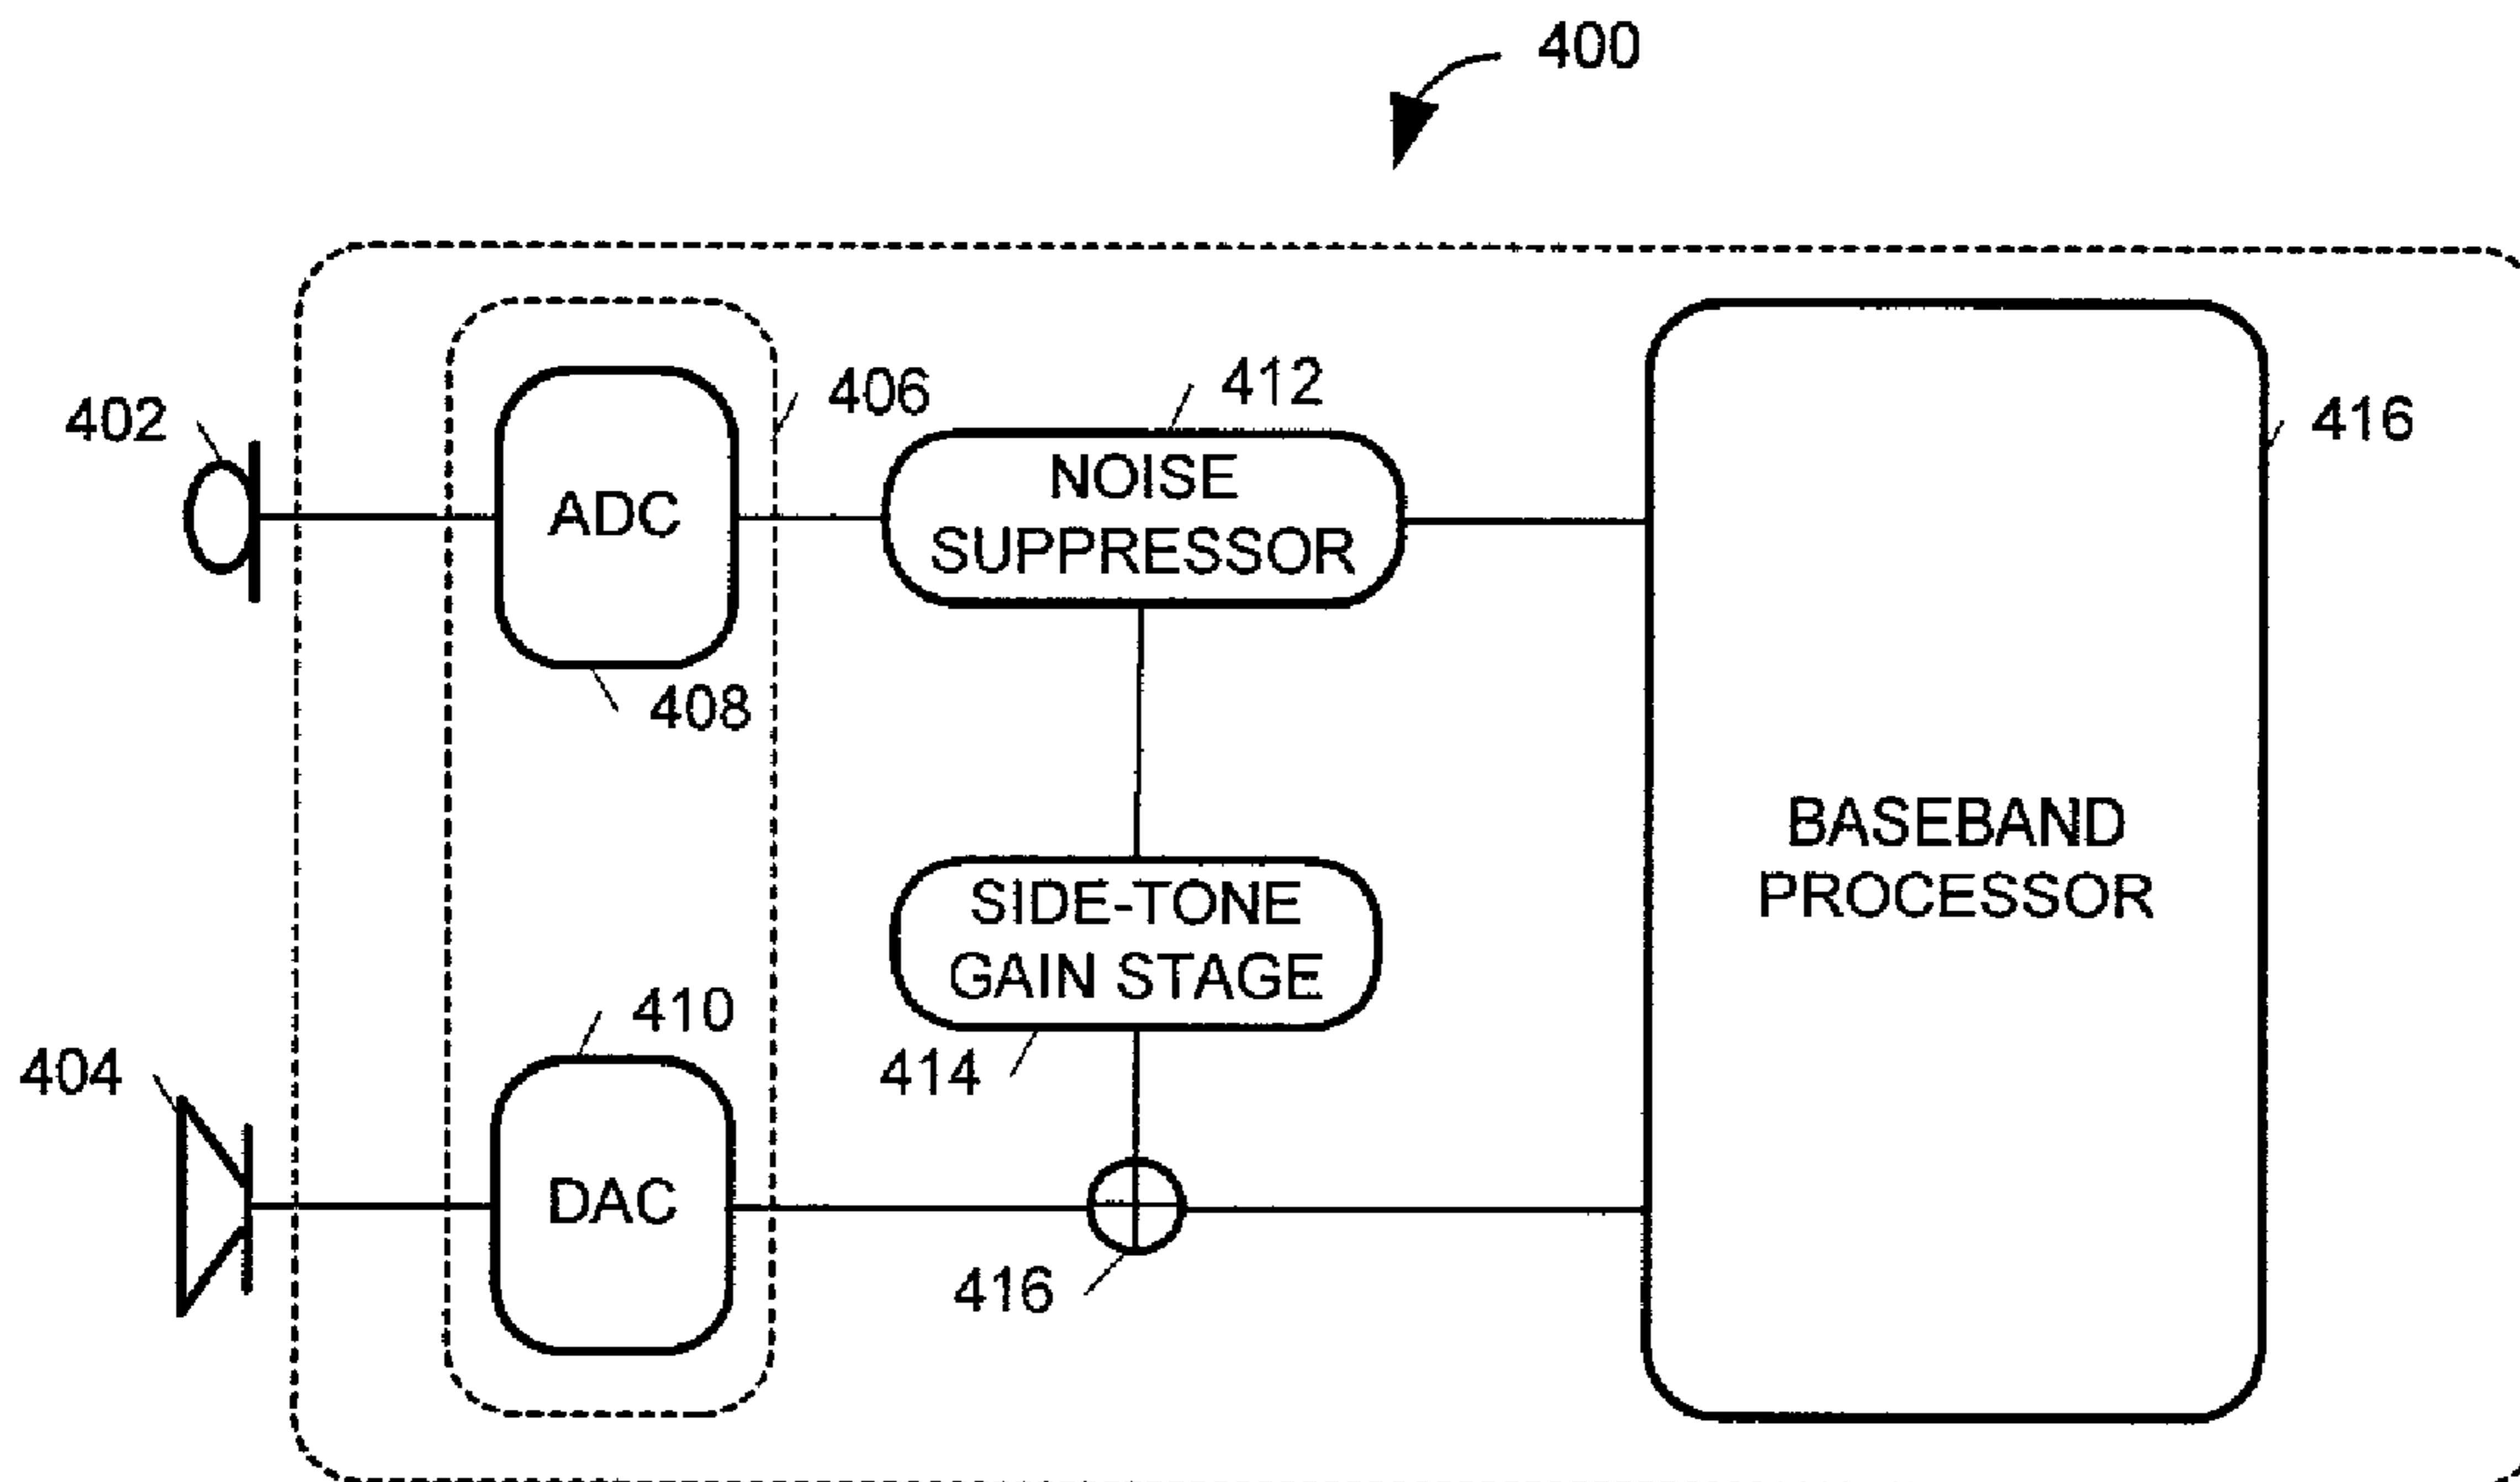 400
402
406
412
416
ADC
NOISE
SUPPRESSOR
408
BASEBAND
PROCESSOR
SIDE-TONE
GAIN STAGE
410
404
414
DAC
416